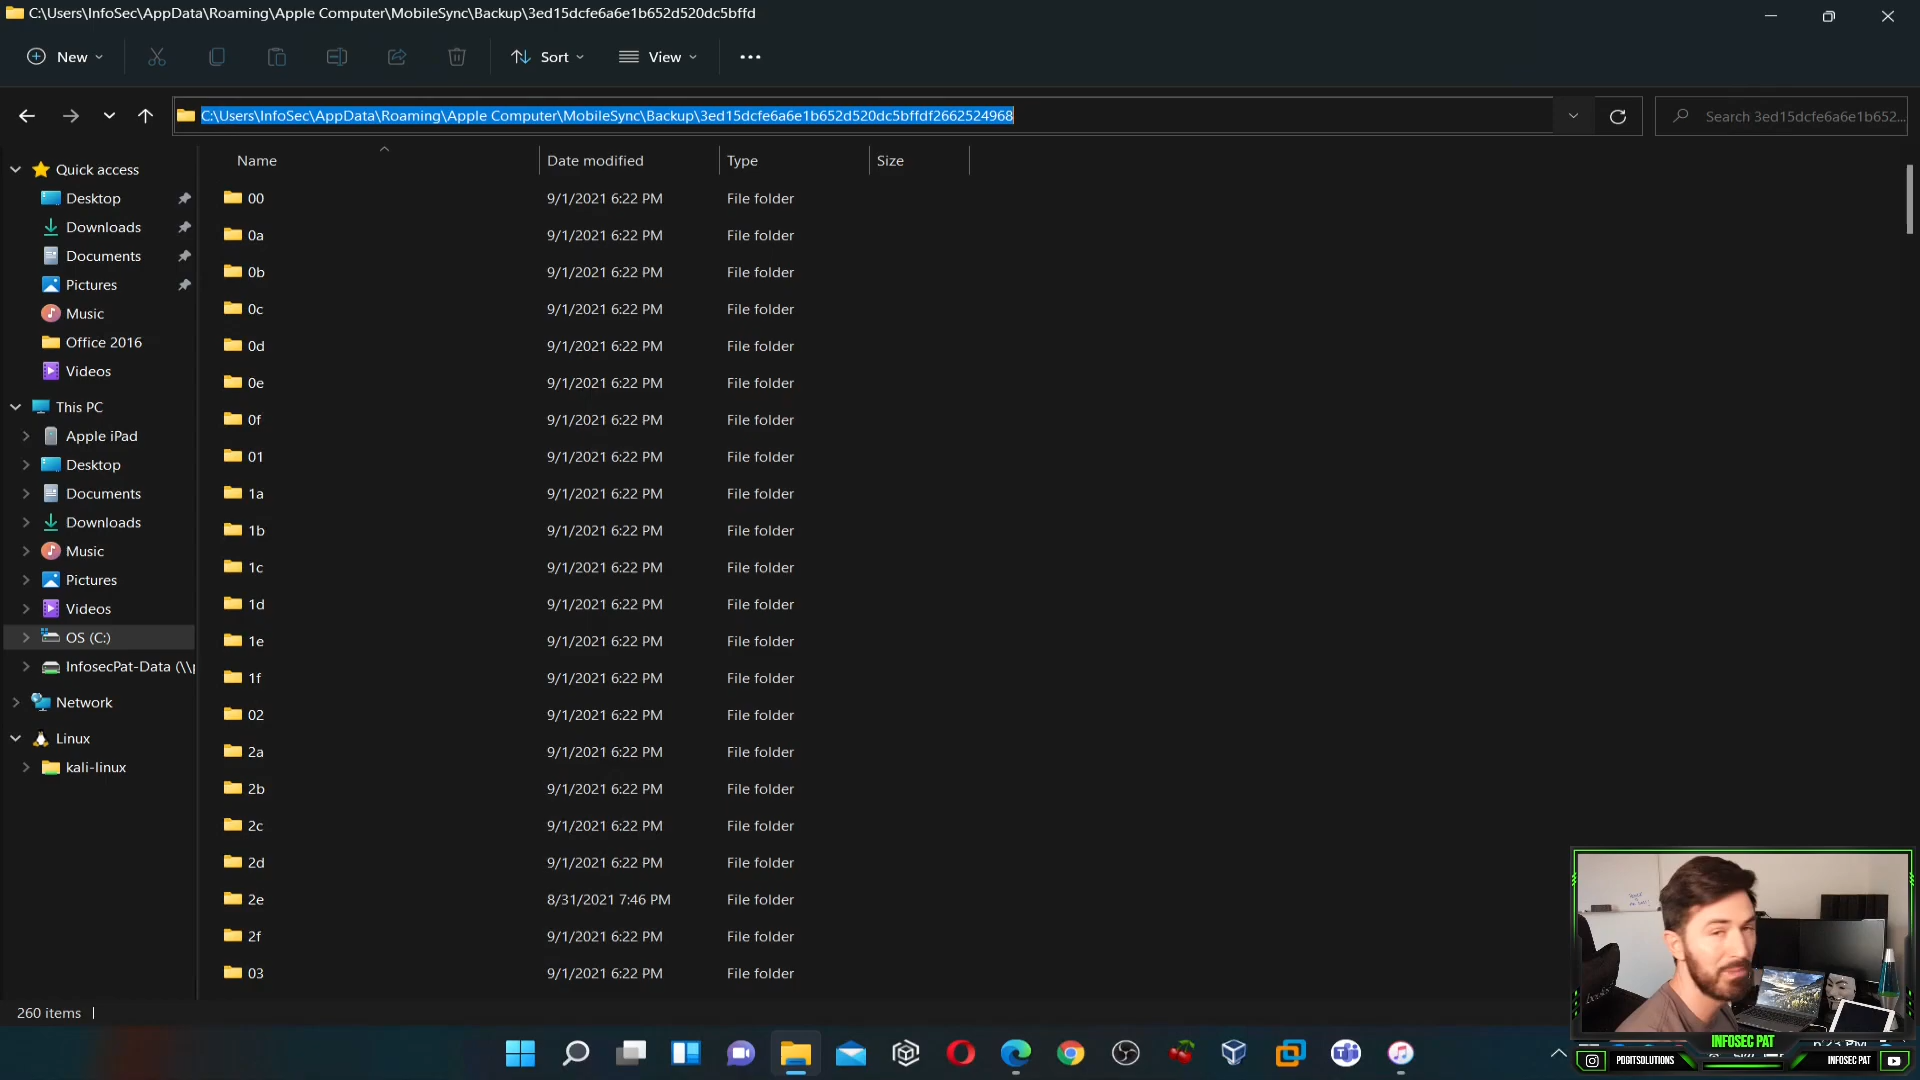 C:\Users\InfoSec\AppData\Roaming\Apple Computer\MobileSync\Backup\3ed15dcfe6a6e1b652d520dc5bffd
New
Sort
View
C:\Users\InfoSec\AppData\Roaming\Apple Computer\MobileSync\Backup\3ed15dcfe6a6e1b652d520dc5bffdf2662524968
Search 3ed15dcfe6a6e1b652...
Name Date modified Type Size
Quick access
Desktop
Downloads
Documents
Pictures
Music
Office 2016
Videos
This PC
Apple iPad
Desktop
Documents
Downloads
Music
Pictures
Videos
OS (C:)
InfosecPat-Data (\\
Network
Linux
kali-linux
00 9/1/2021 6:22 PM File folder
0a 9/1/2021 6:22 PM File folder
0b 9/1/2021 6:22 PM File folder
0c 9/1/2021 6:22 PM File folder
0d 9/1/2021 6:22 PM File folder
0e 9/1/2021 6:22 PM File folder
0f 9/1/2021 6:22 PM File folder
01 9/1/2021 6:22 PM File folder
1a 9/1/2021 6:22 PM File folder
1b 9/1/2021 6:22 PM File folder
1c 9/1/2021 6:22 PM File folder
1d 9/1/2021 6:22 PM File folder
1e 9/1/2021 6:22 PM File folder
1f 9/1/2021 6:22 PM File folder
02 9/1/2021 6:22 PM File folder
2a 9/1/2021 6:22 PM File folder
2b 9/1/2021 6:22 PM File folder
2c 9/1/2021 6:22 PM File folder
2d 9/1/2021 6:22 PM File folder
2e 8/31/2021 7:46 PM File folder
2f 9/1/2021 6:22 PM File folder
03 9/1/2021 6:22 PM File folder
260 items
INFOSEC PAT
PODITSOLUTIONS
INFOSEC PAT